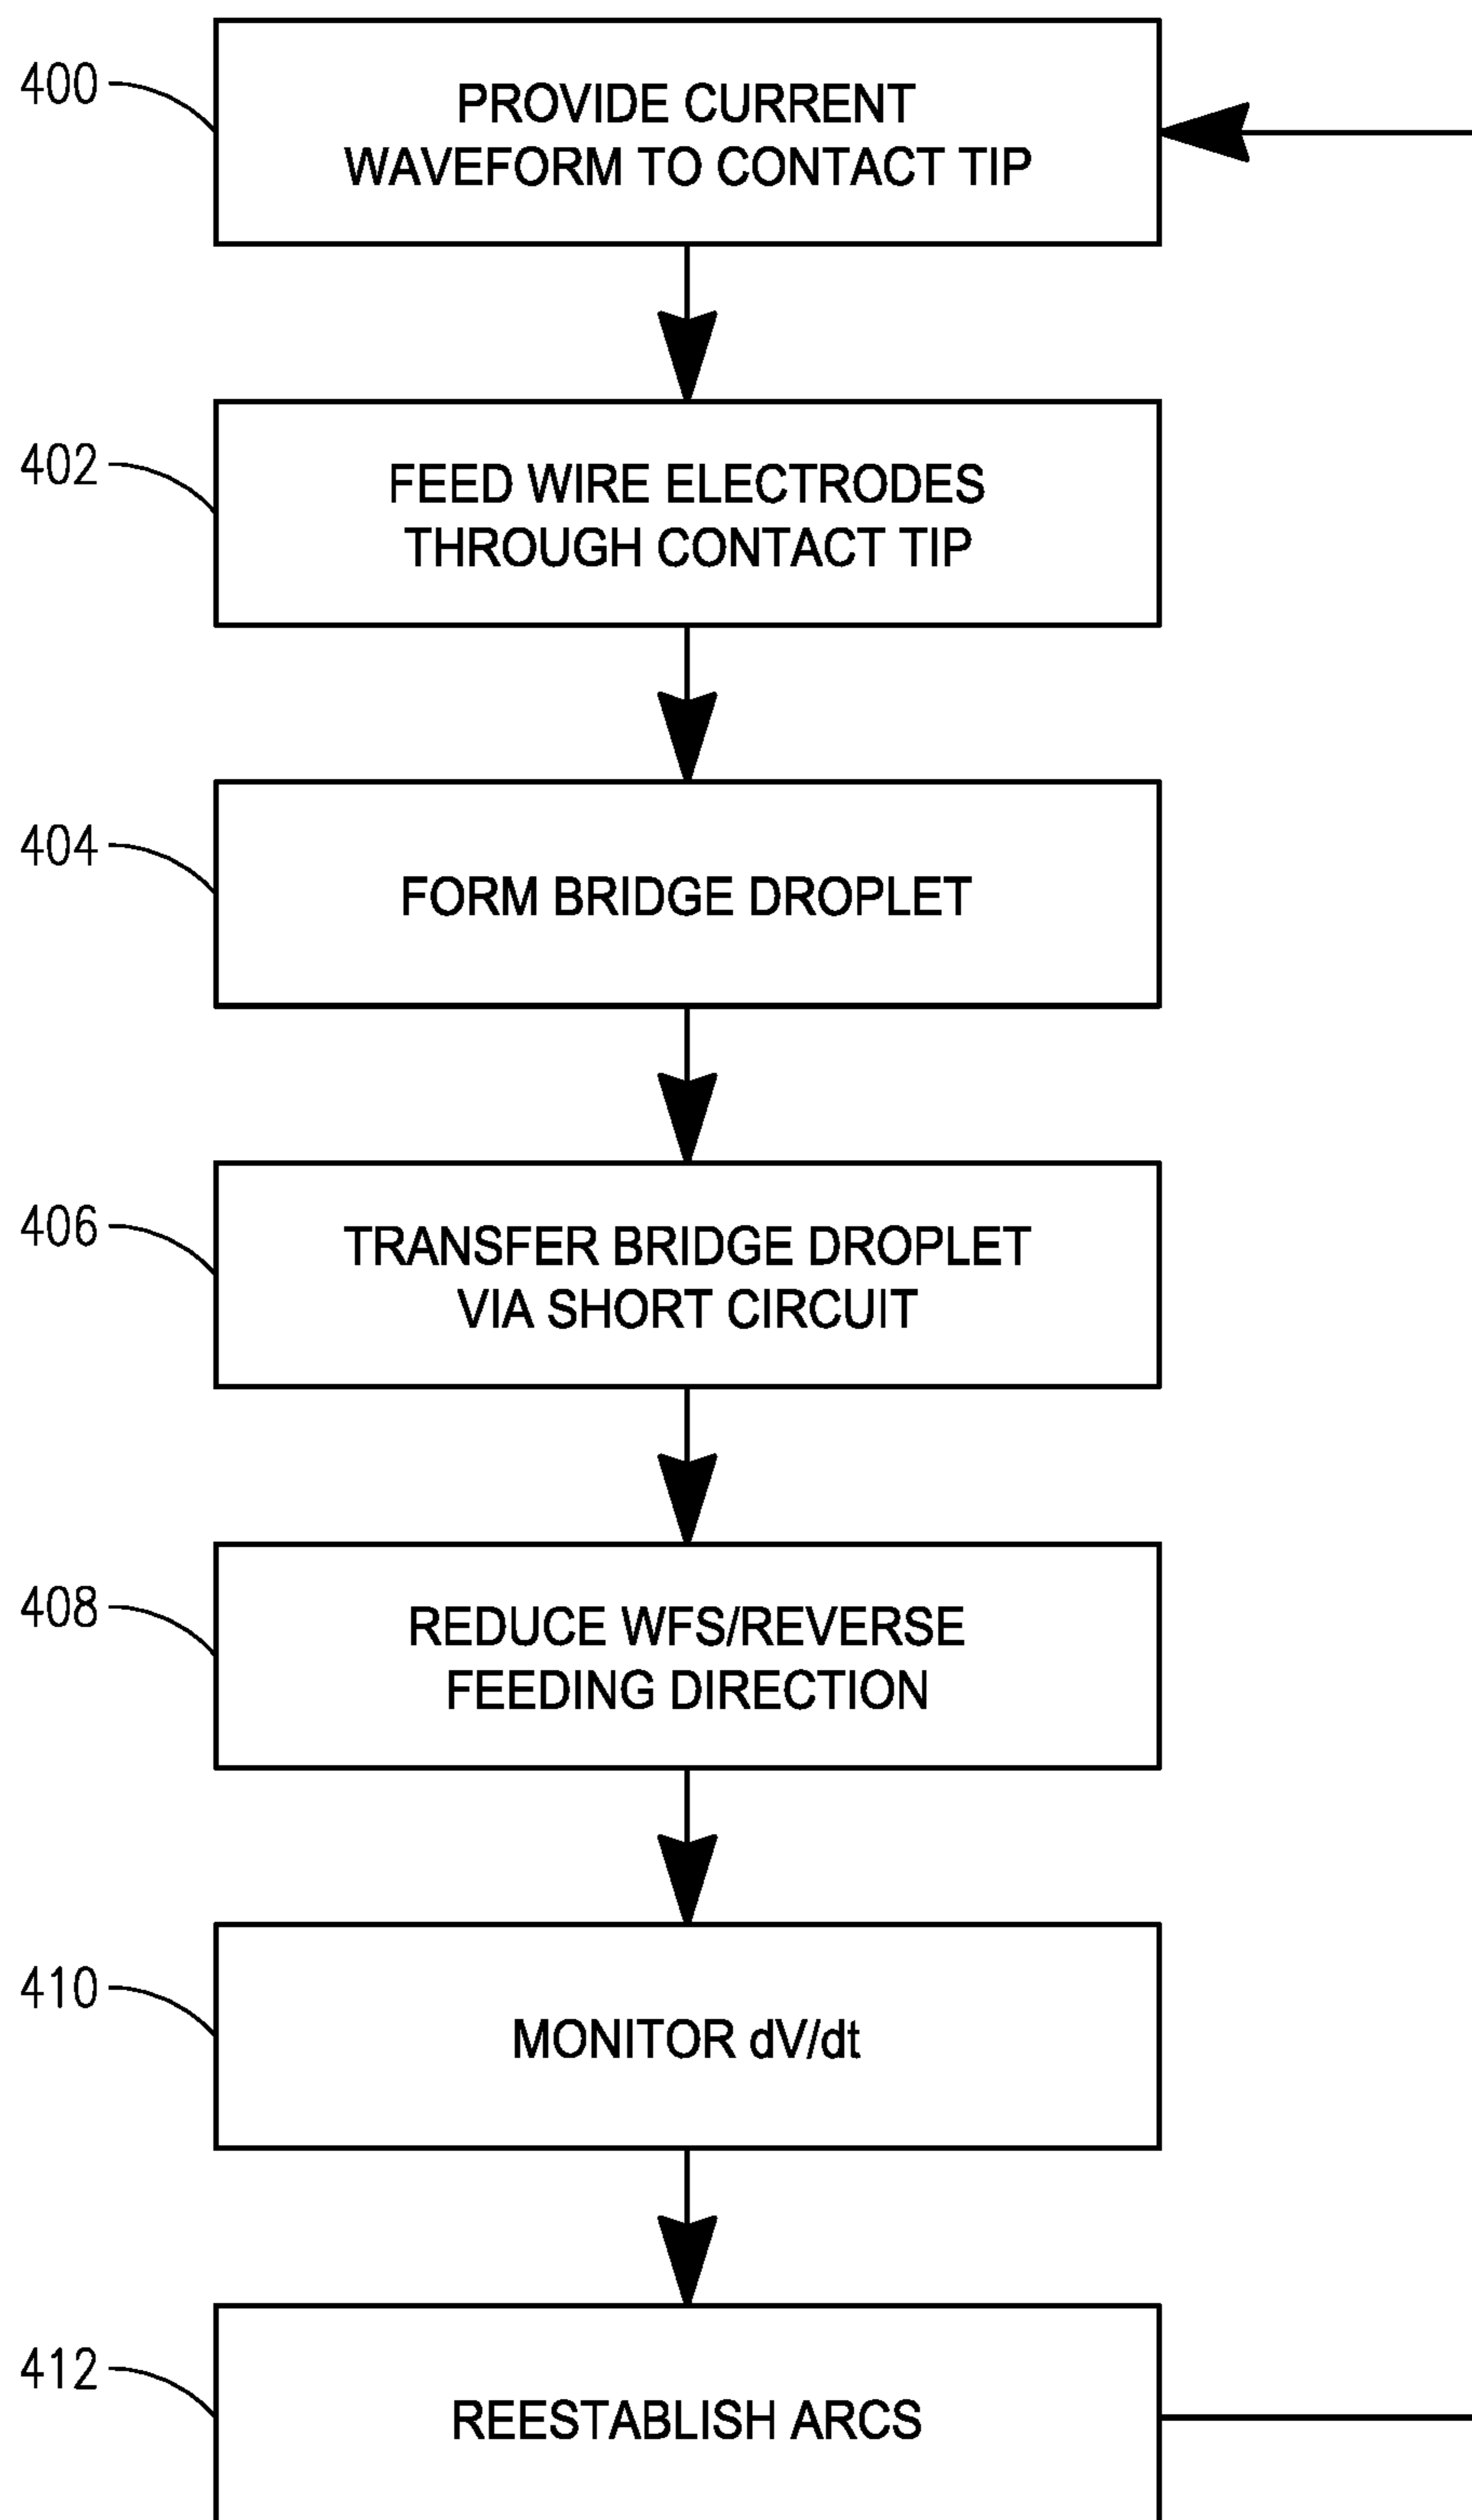 400
PROVIDE CURRENT
WAVEFORM TO CONTACT TIP
402
FEED WIRE ELECTRODES
THROUGH CONTACT TIP
404
FORM BRIDGE DROPLET
406
TRANSFER BRIDGE DROPLET
VIA SHORT CIRCUIT
408
REDUCE WFS/REVERSE
FEEDING DIRECTION
410
MONITOR dV/dt
412
REESTABLISH ARCS